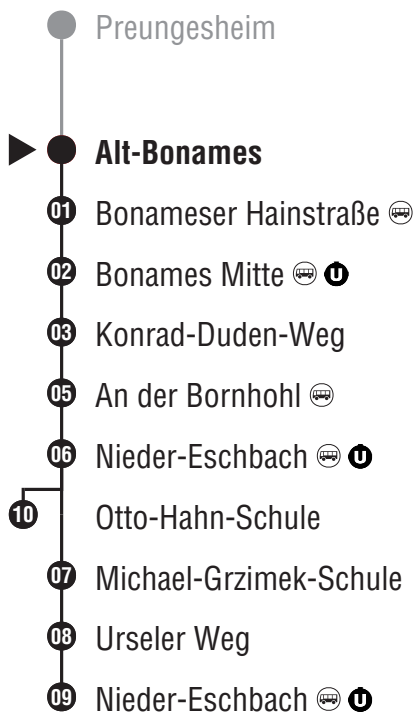 Preungesheim
Alt-Bonames
01 Bonameser Hainstraße
02 Bonames Mitte U
03 Konrad-Duden-Weg
05 An der Bornhohl
06 Nieder-Eschbach U
10 Otto-Hahn-Schule
07 Michael-Grzimek-Schule
08 Urseler Weg
09 Nieder-Eschbach U